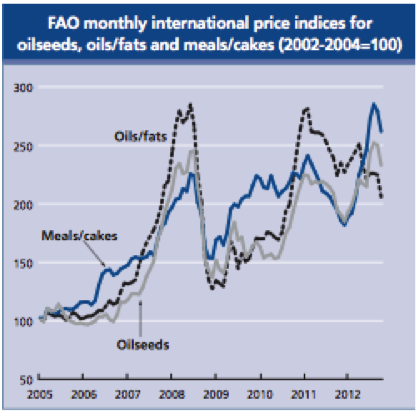 FAO monthly international price indices for
oilseeds, oils/fats and meals/cakes (2002-2004=100)
300
250
200
150
100
50
Oils/fats
Meals/cakes
Oilseeds
2005 2006 2007 2008 2009 2010 2011 2012